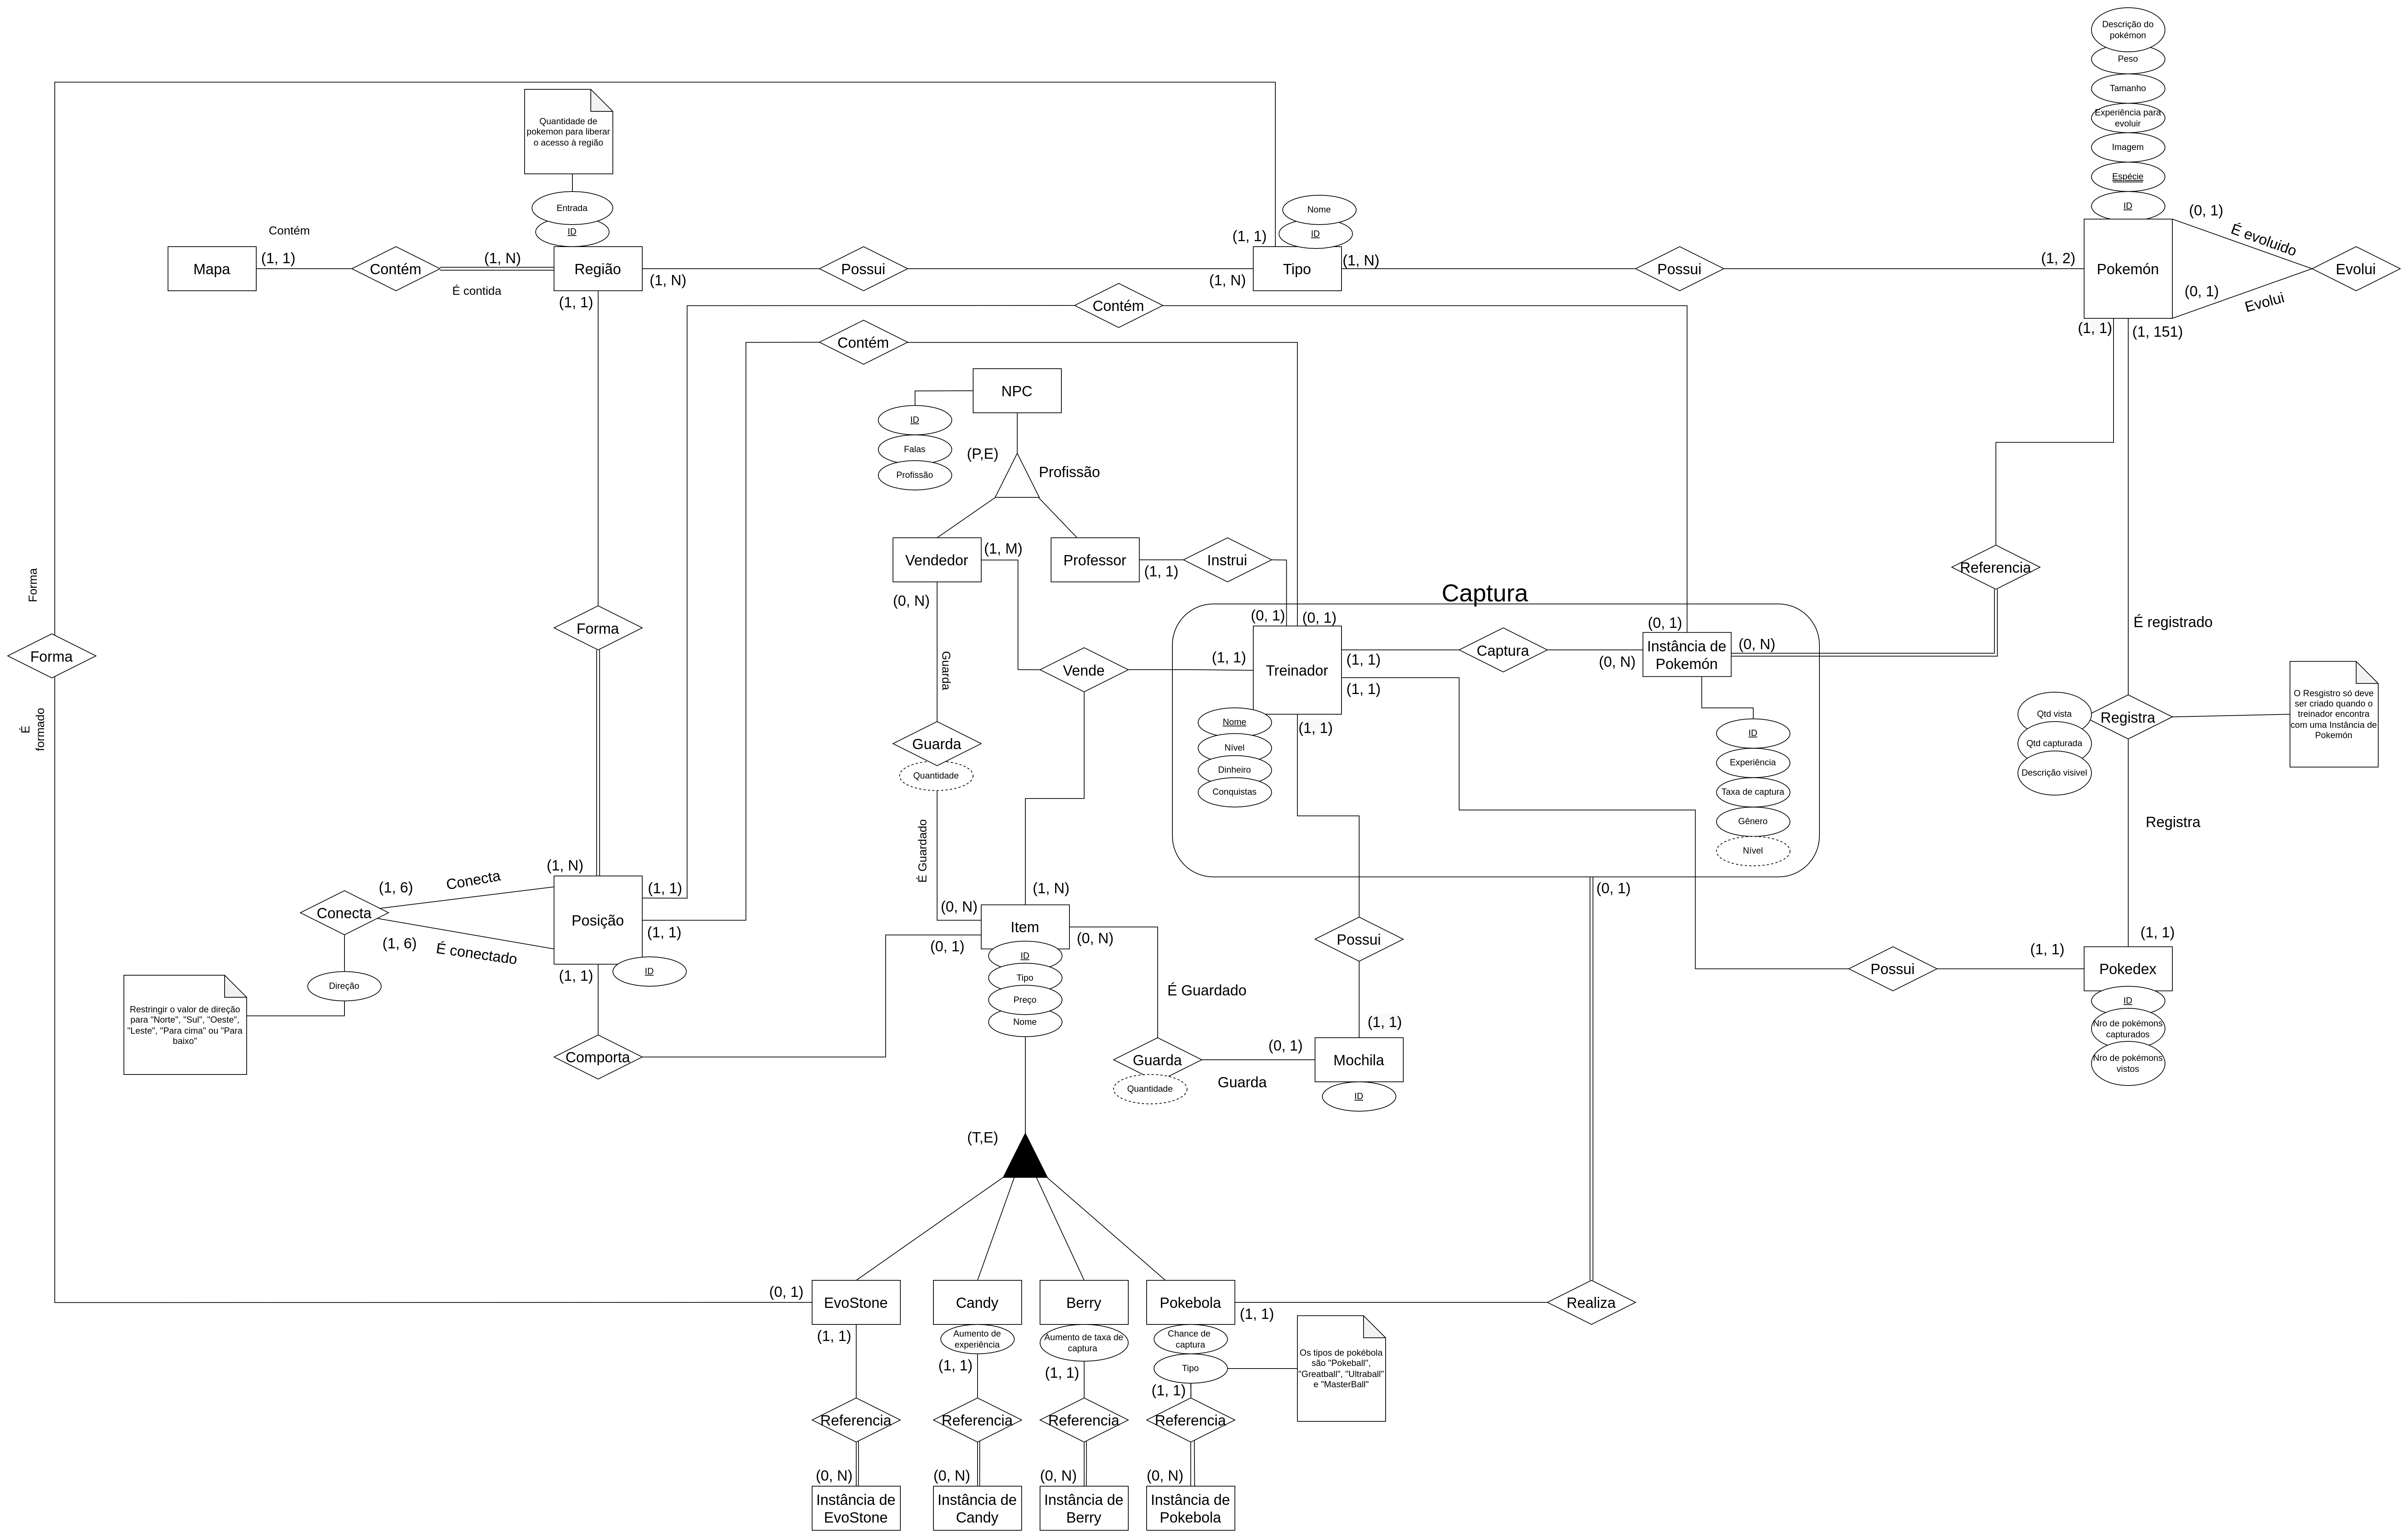 Descrição do
pokémon
Peso
Tamanho
Experiência para
evoluir
Imagem
Espécie
ID
Quantidade de
pokemon para liberar
o acesso à região
Entrada
ID
Nome
ID
(1, 1)
(0, 1)
É evoluido
Contém
Mapa
(1, 1)
Contém
(1, N)
É contida
Região
(1, N)
(1, 1)
Possui
(1, N)
Tipo
(1, N)
Possui
(1, 2)
Pokemón
Evolui
(0, 1)
Evolui
(1, 1)
(1, 151)
Contém
Contém
NPC
ID
Falas
Profissão
(P,E)
Profissão
Vendedor
(1, M)
Professor
(1, 1)
Instrui
Referencia
Forma
Forma
É
formado
Forma
(0, N)
Guarda
Captura
(0, 1)
(0, 1)
(0, 1)
(1, 1)
Treinador
(1, 1)
(1, 1)
(1, 1)
Captura
(0, N)
Instância de
Pokemón
(0, N)
É registrado
Vende
Nome
Nível
Dinheiro
Conquistas
ID
Experiência
Taxa de captura
Gênero
Nível
Qtd vista
Qtd capturada
Descrição visivel
Registra
O Resgistro só deve
ser criado quando o
treinador encontra
com uma Instância de
Pokemón
Registra
Guarda
Quantidade
É Guardado
(1, N)
(1, 6)
Conecta
Conecta
(1, 6)
É conectado
Direção
Restringir o valor de direção
para "Norte", "Sul", "Oeste",
"Leste", "Para cima" ou "Para
baixo"
Posição
(1, 1)
(1, 1)
ID
(1, 1)
Comporta
(0, N)
(1, N)
(0, 1)
Item
(0, N)
ID
Tipo
Preço
Nome
É Guardado
Guarda
Quantidade
(0, 1)
Guarda
Possui
(1, 1)
Mochila
ID
(0, 1)
Possui
(1, 1)
(1, 1)
Pokedex
ID
Nro de pokémons
capturados
Nro de pokémons
vistos
(T,E)
(0, 1)
EvoStone
Candy
Berry
Pokebola
(1, 1)
Realiza
(1, 1)
Aumento de
experiência
(1, 1)
Aumento de taxa de
captura
(1, 1)
Chance de
captura
Tipo
(1, 1)
Os tipos de pokébola
são "Pokeball",
"Greatball", "Ultraball"
e "MasterBall"
Referencia
Referencia
Referencia
Referencia
(0, N)
(0, N)
(0, N)
(0, N)
Instância de
EvoStone
Instância de
Candy
Instância de
Berry
Instância de
Pokebola